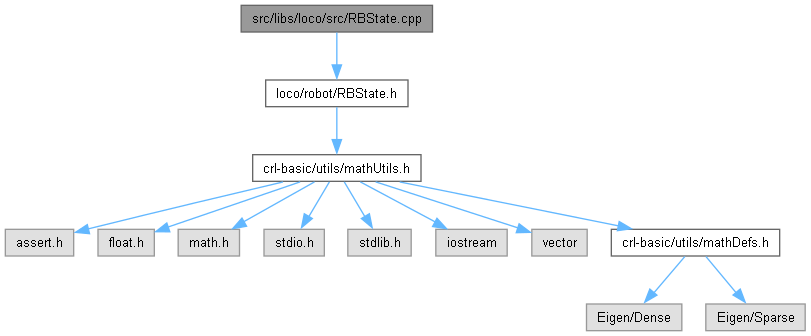 src/libs/loco/src/RBState.cpp
loco/robot/RBState.h
crl-basic/utils/mathUtils.h
assert.h
float.h
math.h
stdio.h
stdlib.h
iostream
vector
crl-basic/utils/mathDefs.h
Eigen/Dense
Eigen/Sparse